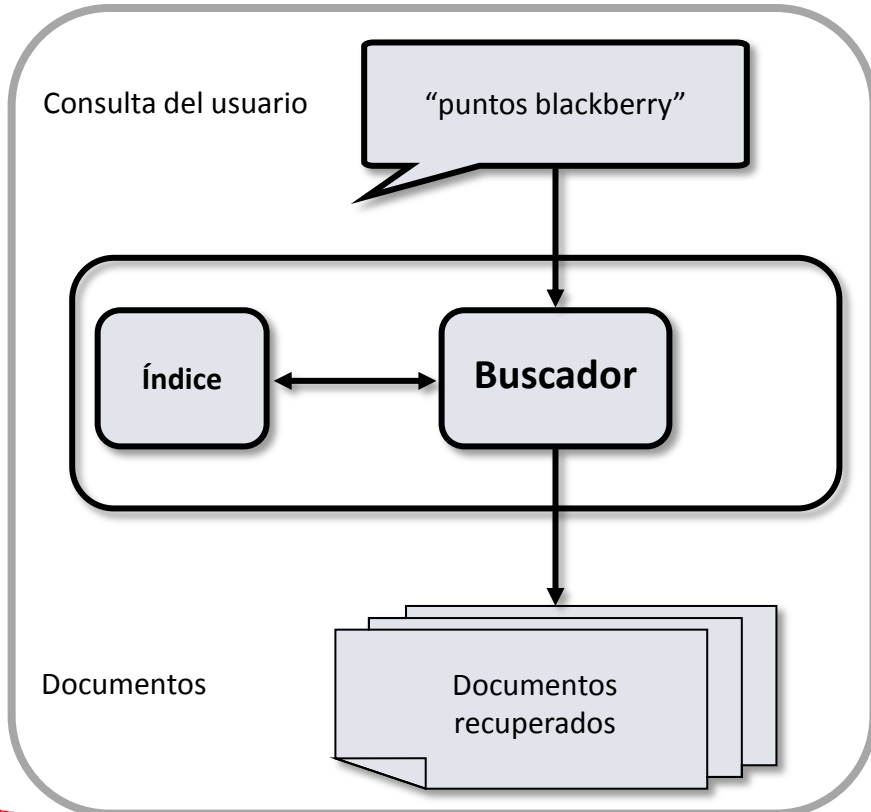 Consulta del usuario
“puntos blackberry”
Índice
Buscador
Documentos
Documentos
recuperados